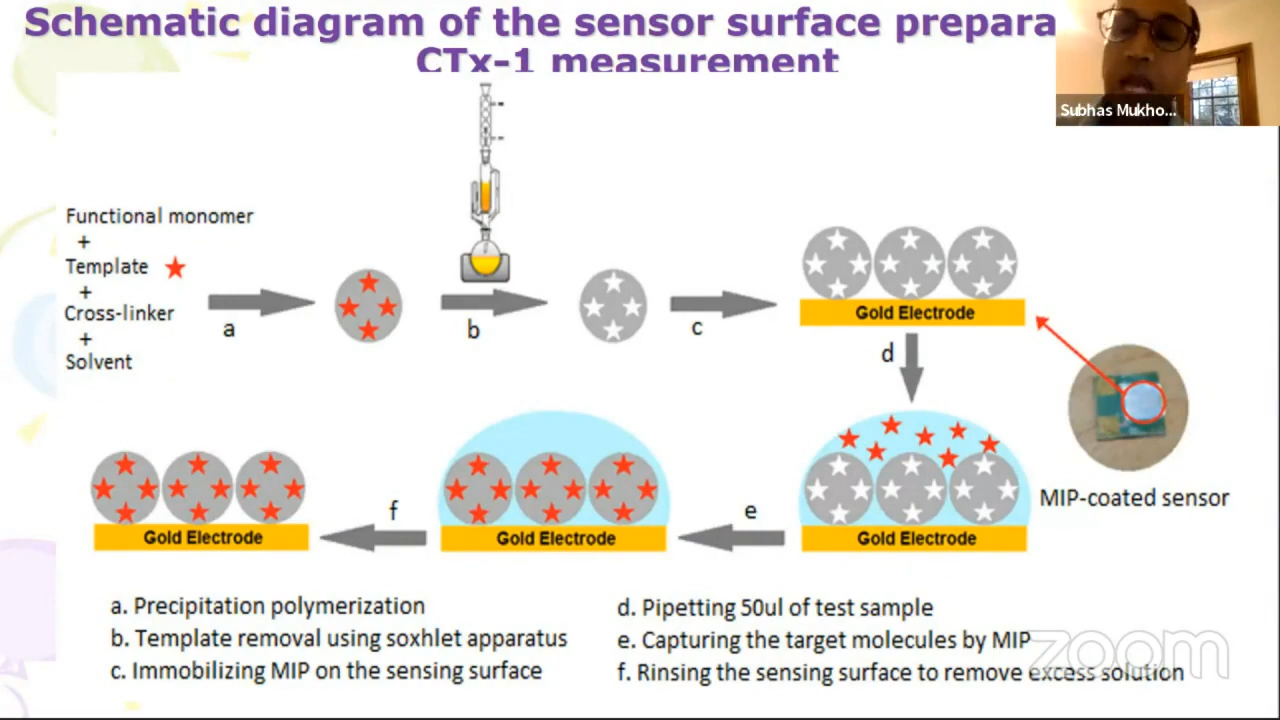 Schematic diagram of the sensor surface prepara
CTx-1 measurement
Subhas Mukho...
Functional monomer
+
Template
+
Cross-linker
+
Solvent
a
b
c
Gold Electrode
d
MIP-coated sensor
Gold Electrode
e
Gold Electrode
f
Gold Electrode
a. Precipitation polymerization
b. Template removal using soxhlet apparatus
c. Immobilizing MIP on the sensing surface
d. Pipetting 50ul of test sample
e. Capturing the target molecules by MIP
f. Rinsing the sensing surface to remove excess solution
zoom